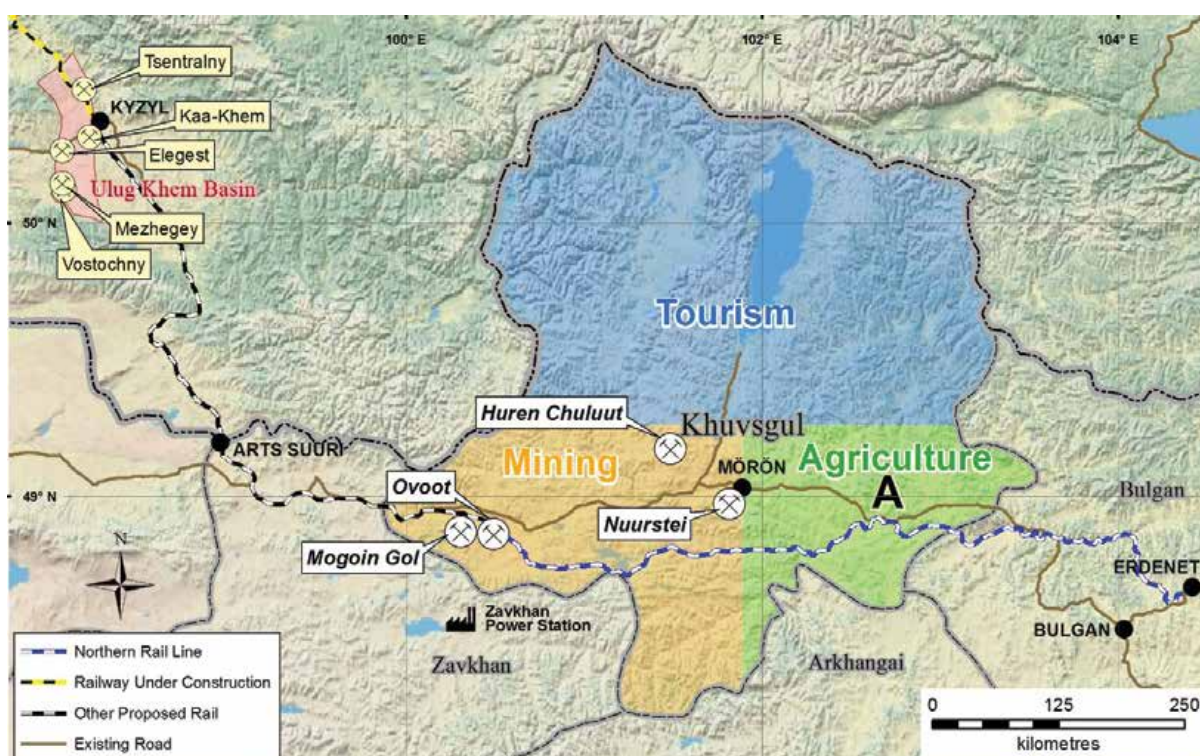 100° E
102° E
104° E
Tsentralny
KYZYL
Kaa-Khem
Elegest
Ulug Khem Basin
50° N
Mezhegey
Vostochny
Tourism
Huren Chuluut
Khuvsgul
ARTS SUURI
Mining
MÖRÖN
Agriculture
Ovoot
49° N
A
Bulgan
Nuurstei
Mogoin Gol
N
ERDENET
Zavkhan
Power Station
BULGAN
Zavkhan
Arkhangai
Northern Rail Line
Railway Under Construction
Other Proposed Rail
Existing Road
0 125 250
kilometres